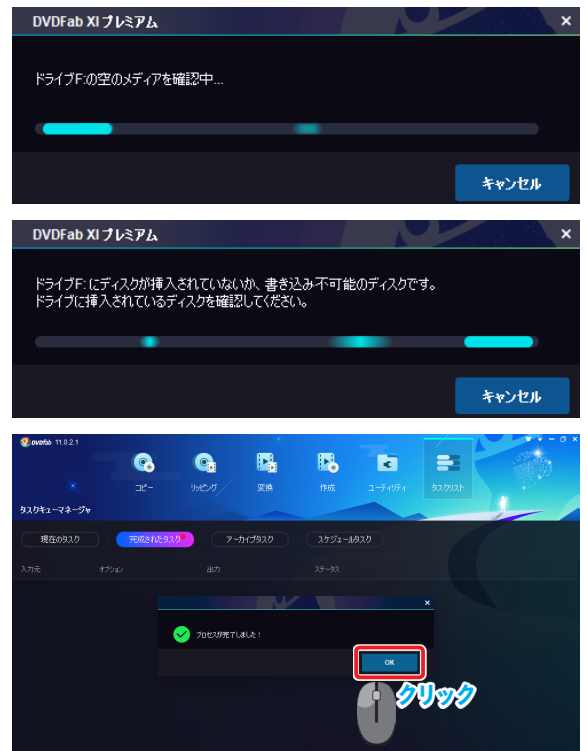 DVDFab XI プレミアム
ドライブF:の空のメディアを確認中...
キャンセル
DVDFab XI プレミアム
ドライブF: にディスクが挿入されていないか、書き込み不可能のディスクです。
ドライブに挿入されているディスクを確認してください。
キャンセル
DVDFab 11.0.2.1
コピー リッピング 変換 作成 ユーティリティ タスクリスト
タスクキューマネージャ
現在のタスク 完成されたタスク アーカイブタスク スケジュールタスク
入力元 オプション 出力 ステータス
プロセスが完了しました！
OK
クリック